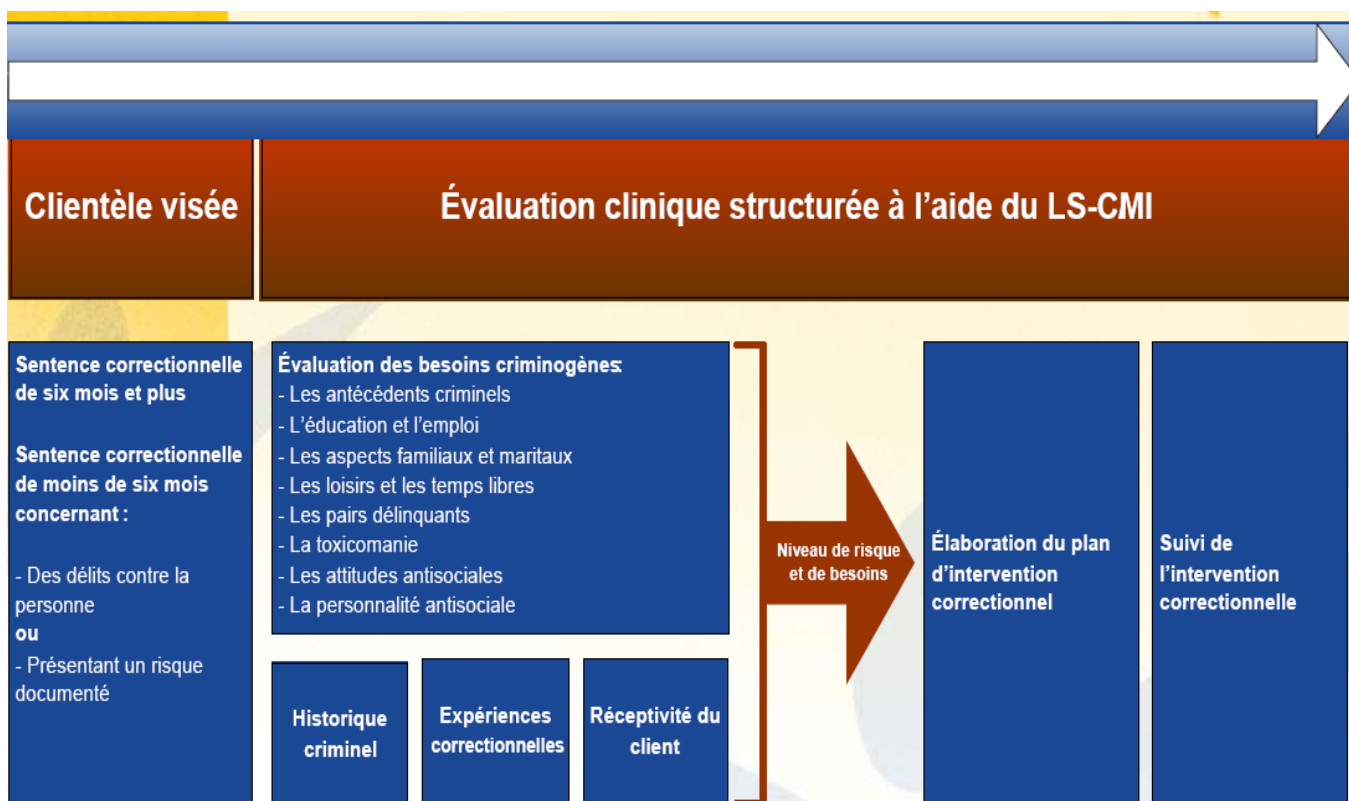 Clientèle visée
Évaluation clinique structurée à l’aide du LS-CMI
Sentence correctionnelle
de six mois et plus
Sentence correctionnelle
de moins de six mois
concernant :
- Des délits contre la
personne
ou
- Présentant un risque
documenté
Évaluation des besoins criminogènes:
- Les antécédents criminels
- L’éducation et l’emploi
- Les aspects familiaux et maritaux
- Les loisirs et les temps libres
- Les pairs délinquants
- La toxicomanie
- Les attitudes antisociales
- La personnalité antisociale
Historique
criminel
Expériences
correctionnelles
Réceptivité du
client
Niveau de risque
et de besoins
Élaboration du plan
d’intervention
correctionnel
Suivi de
l’intervention
correctionnelle